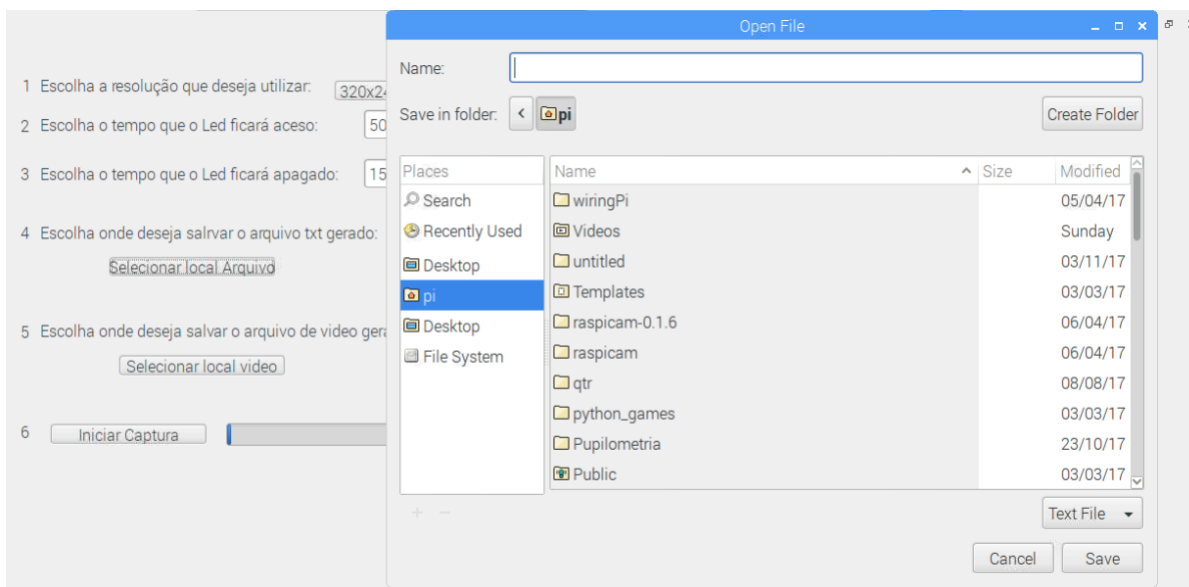 1 Escolha a resolução que deseja utilizar: 320x24
2 Escolha o tempo que o Led ficará aceso: 50
3 Escolha o tempo que o Led ficará apagado: 15
4 Escolha onde deseja salrvar o arquivo txt gerado:
Selecionar local Arquivo
5 Escolha onde deseja salvar o arquivo de video gera
Selecionar local video
6 Iniciar Captura
Open File
Name:
Save in folder: < pi Create Folder
Places
Search
Recently Used
Desktop
pi
Desktop
File System
Name Size Modified
wiringPi 05/04/17
Videos Sunday
untitled 03/11/17
Templates 03/03/17
raspicam-0.1.6 06/04/17
raspicam 06/04/17
qtr 08/08/17
python_games 03/03/17
Pupilometria 23/10/17
Public 03/03/17
Text File
Cancel Save